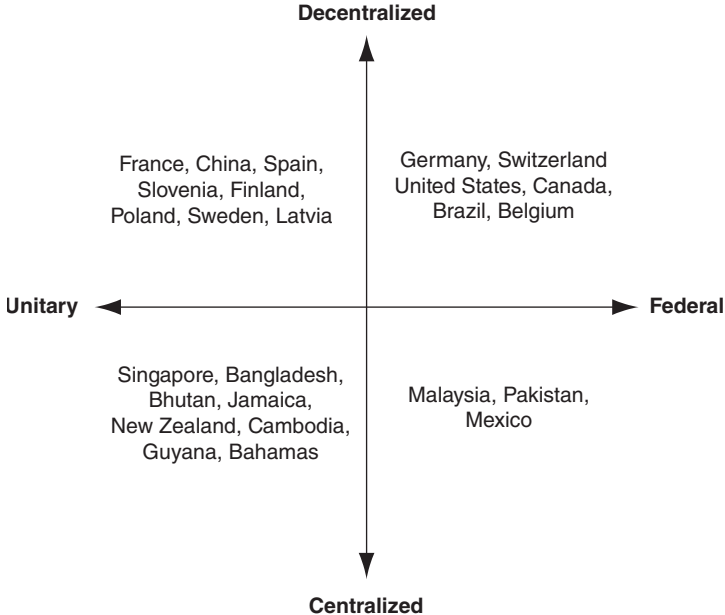 Decentralized
France, China, Spain,
Slovenia, Finland,
Poland, Sweden, Latvia
Germany, Switzerland
United States, Canada,
Brazil, Belgium
Unitary
Federal
Singapore, Bangladesh,
Bhutan, Jamaica,
New Zealand, Cambodia,
Guyana, Bahamas
Malaysia, Pakistan,
Mexico
Centralized